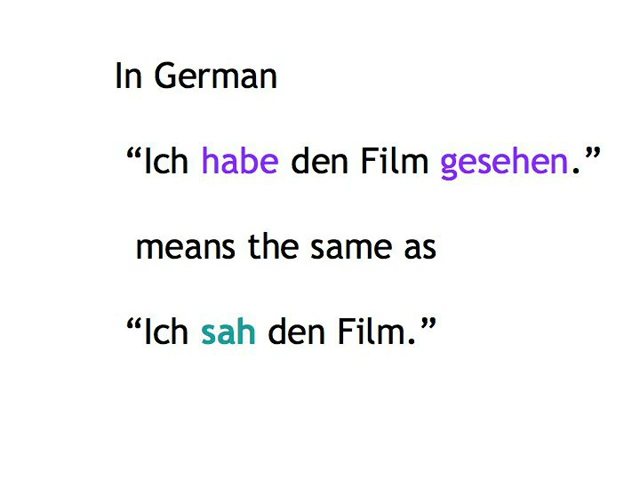 In German
“Ich habe den Film gesehen.”
means the same as
“Ich sah den Film.”